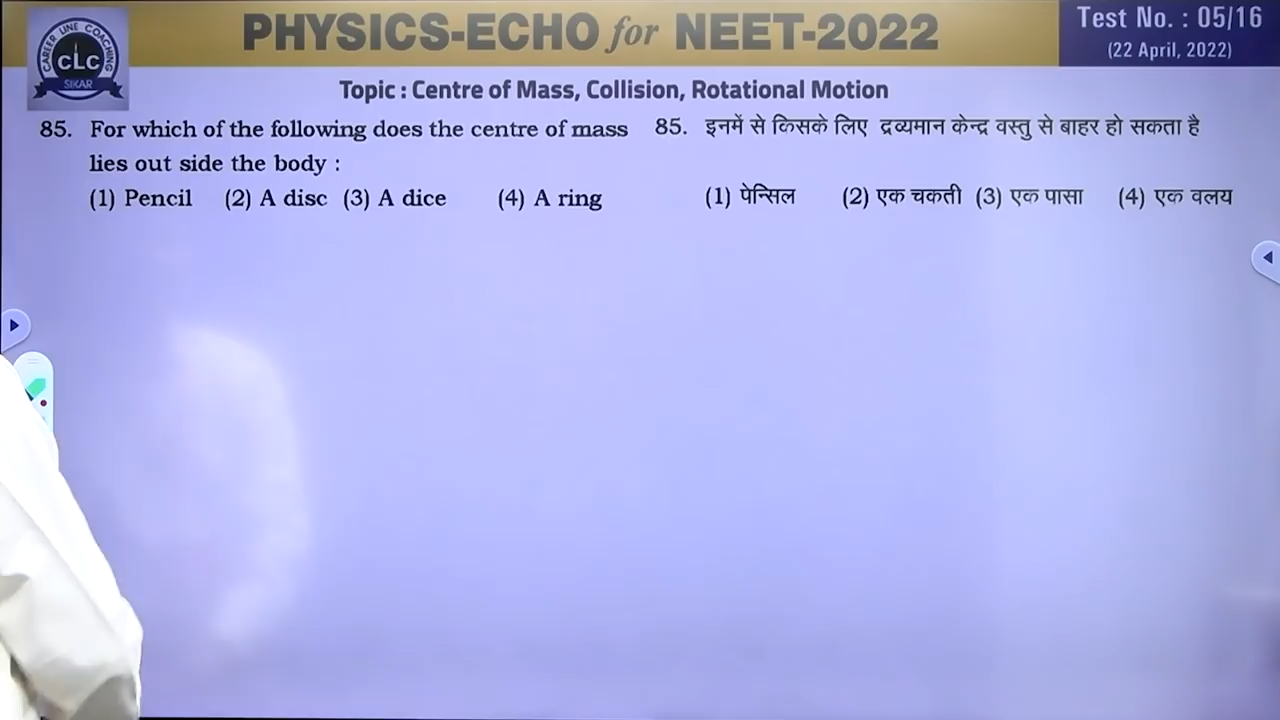 PHYSICS-ECHO for NEET-2022
Test No. : 05/16
(22 April, 2022)
CAREER LINE COACHING
CLC
SIKAR
Topic : Centre of Mass, Collision, Rotational Motion
85. For which of the following does the centre of mass
lies out side the body :
(1) Pencil (2) A disc (3) A dice (4) A ring
85. इनमें से किसके लिए द्रव्यमान केन्द्र वस्तु से बाहर हो सकता है
(1) पेन्सिल (2) एक चकती (3) एक पासा (4) एक वलय